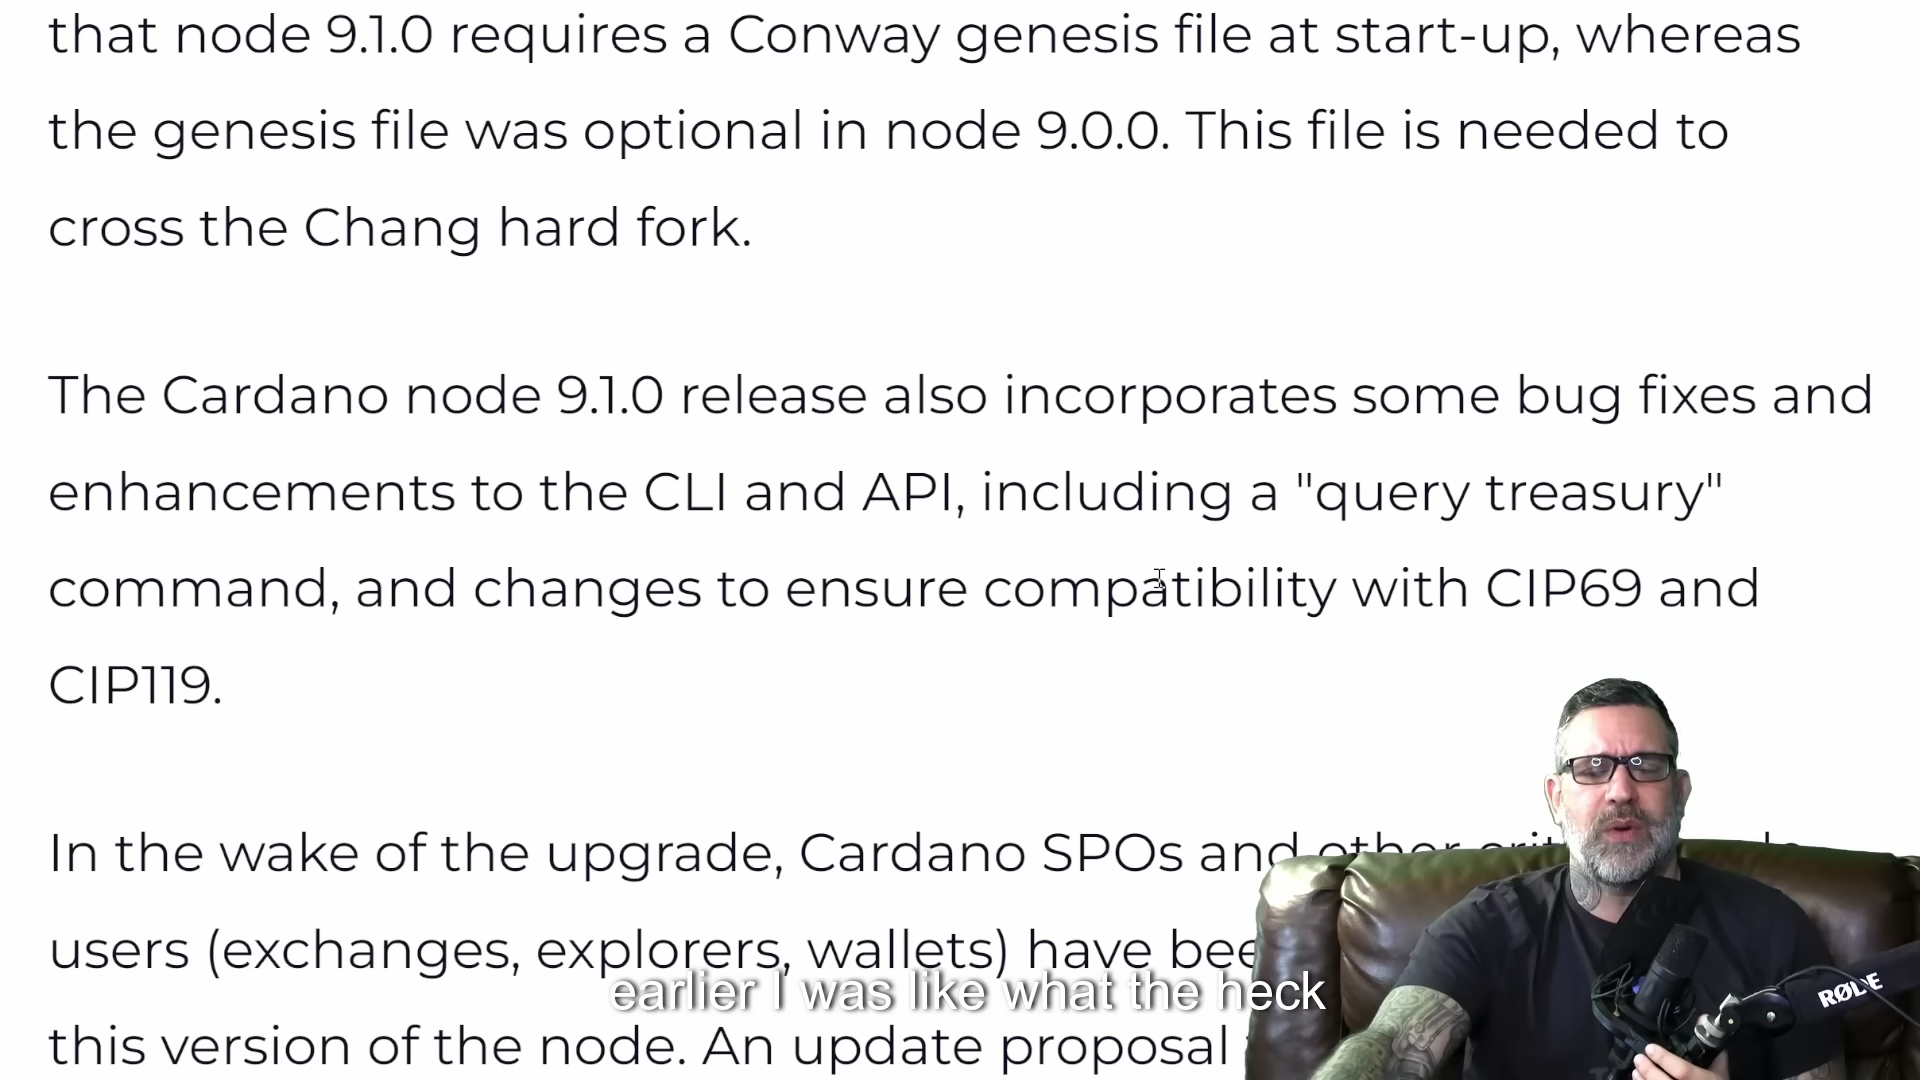 that node 9.1.0 requires a Conway genesis file at start-up, whereas
the genesis file was optional in node 9.0.0. This file is needed to
cross the Chang hard fork.
The Cardano node 9.1.0 release also incorporates some bug fixes and
enhancements to the CLI and API, including a "query treasury"
command, and changes to ensure compatibility with CIP69 and
CIP119.
In the wake of the upgrade, Cardano SPOs and other
users (exchanges, explorers, wallets) have
earlier I was like what the heck
this version of the node. An update proposal
RØDE